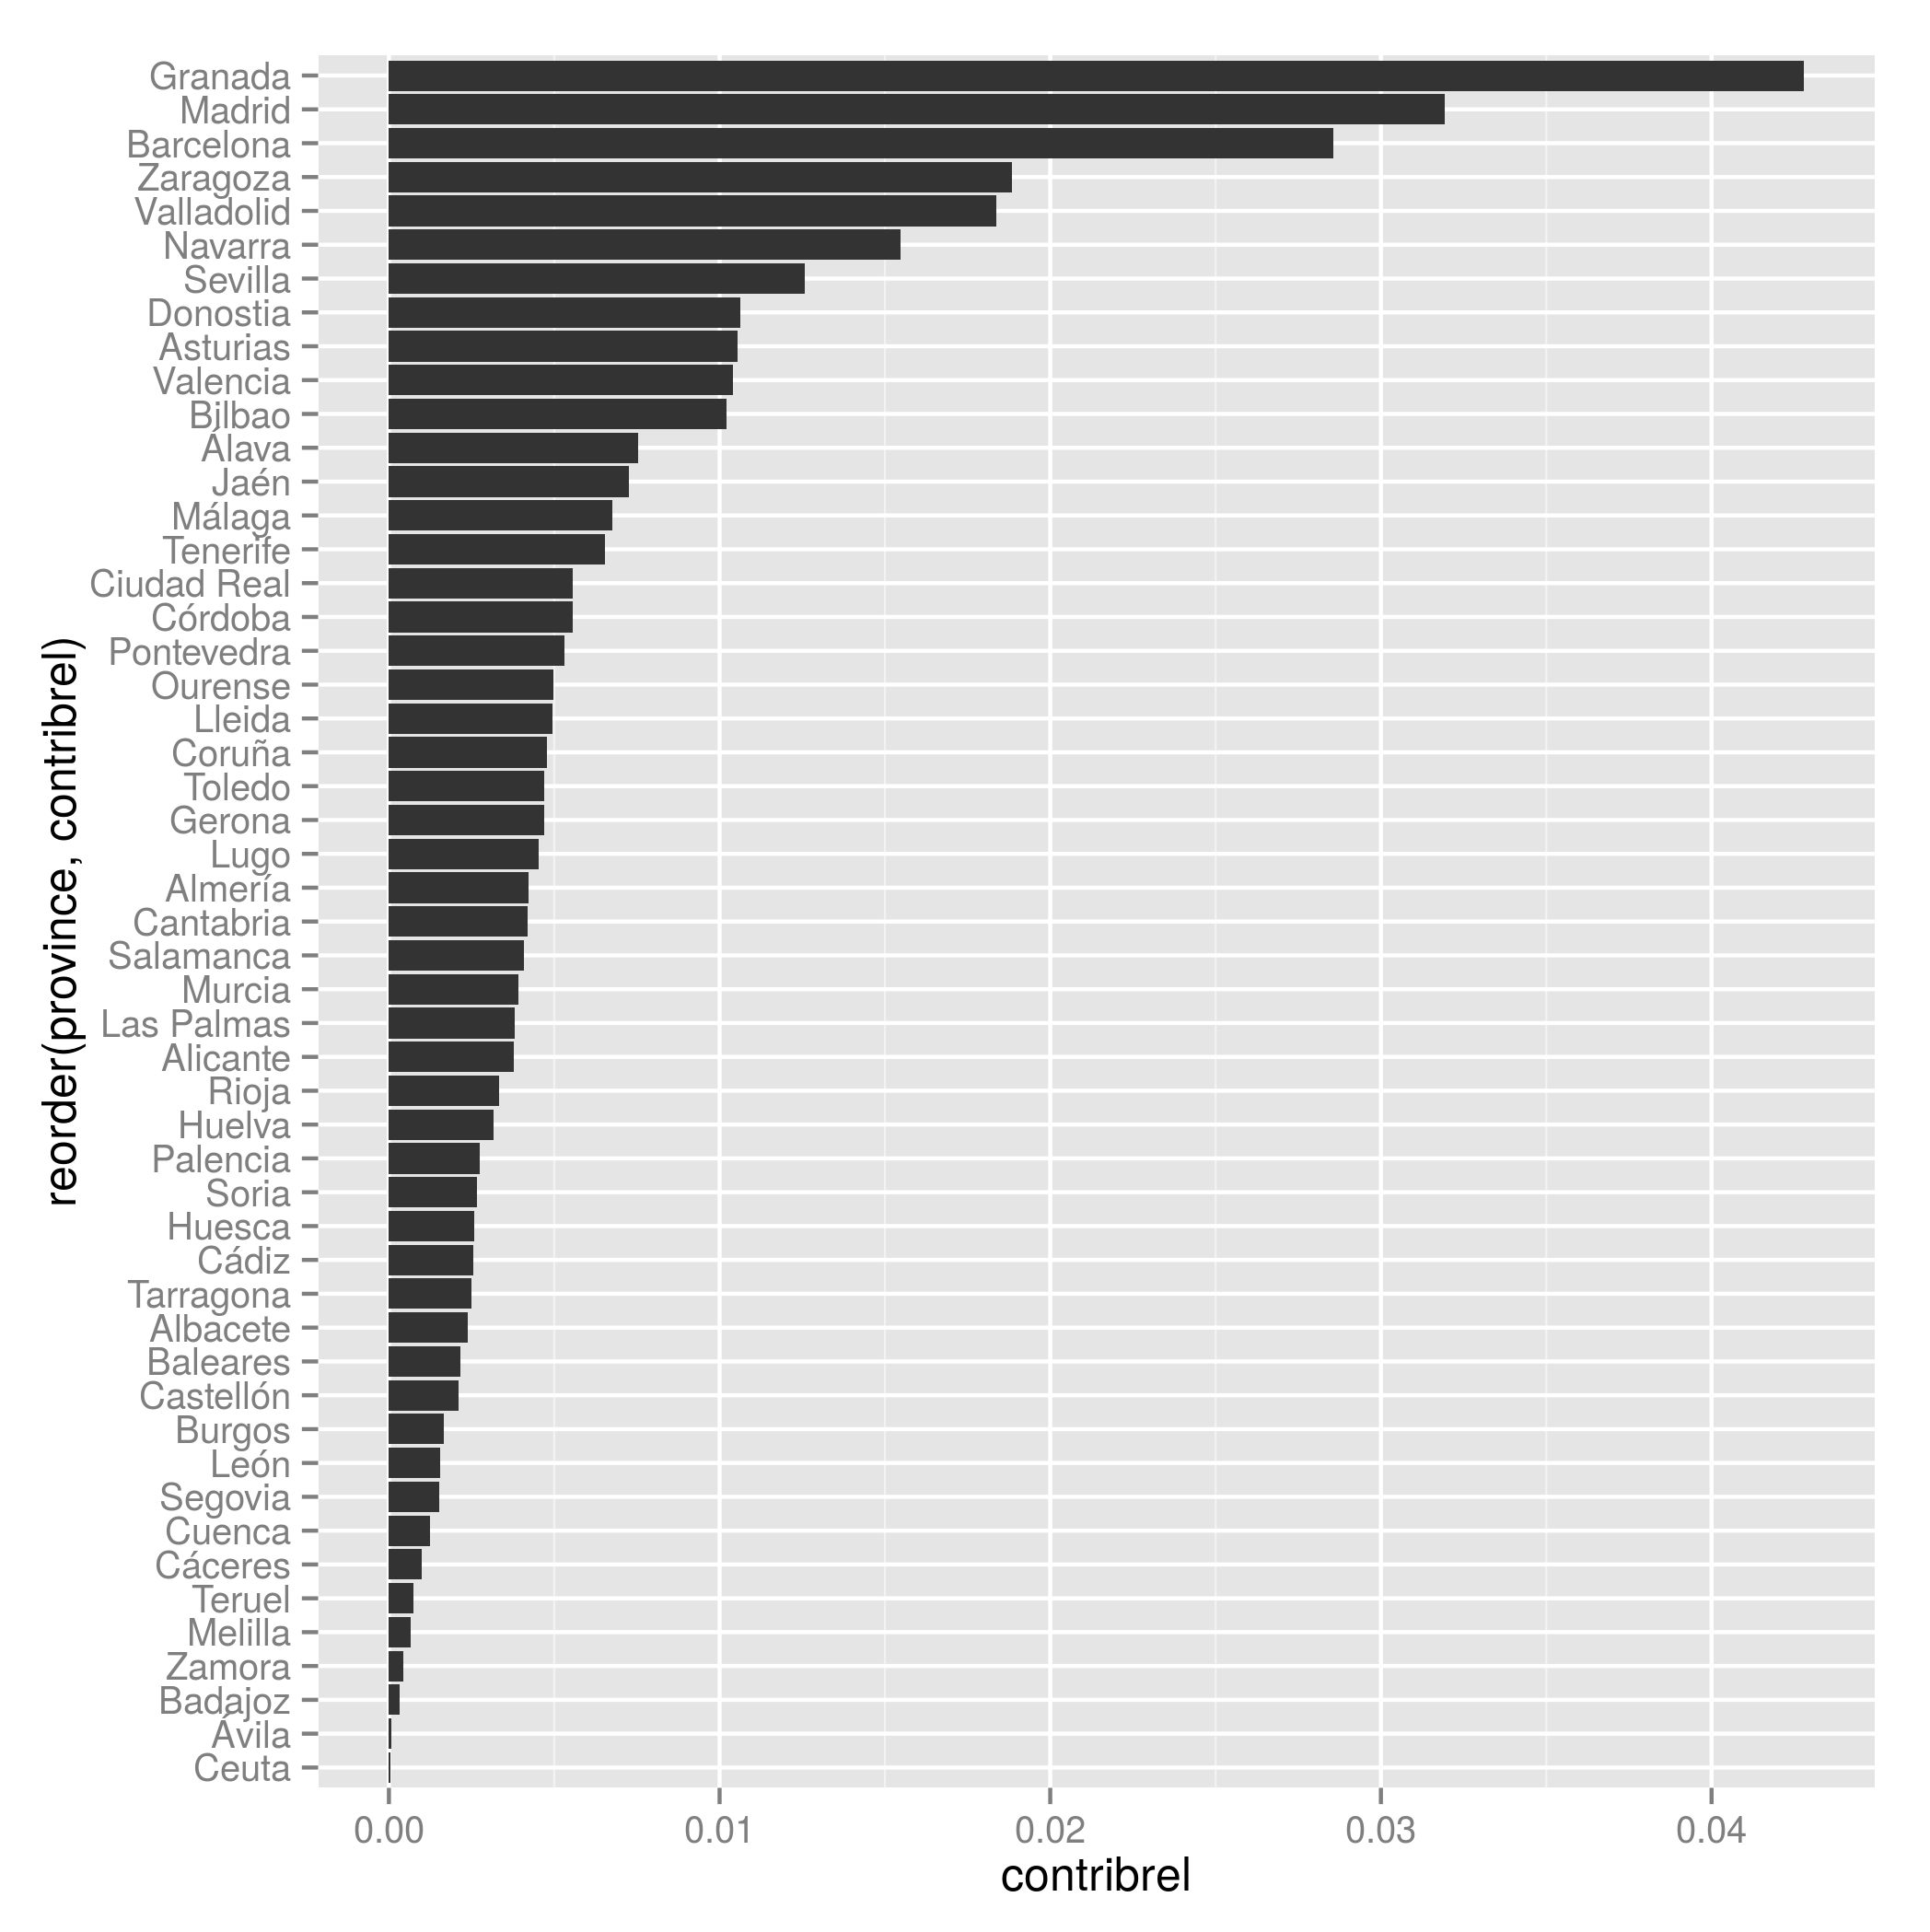 Granada
Madrid
Barcelona
Zaragoza
Valladolid
Navarra
Sevilla
Donostia
Asturias
Valencia
Bilbao
Álava
Jaén
Málaga
Tenerife
Ciudad Real
Córdoba
Pontevedra
Ourense
Lleida
Coruña
Toledo
Gerona
Lugo
Almería
Cantabria
Salamanca
Murcia
Las Palmas
Alicante
Rioja
Huelva
Palencia
Soria
Huesca
Cádiz
Tarragona
Albacete
Baleares
Castellón
Burgos
León
Segovia
Cuenca
Cáceres
Teruel
Melilla
Zamora
Badajoz
Ávila
Ceuta
reorder(province, contribrel)
0.00 0.01 0.02 0.03 0.04
contribrel